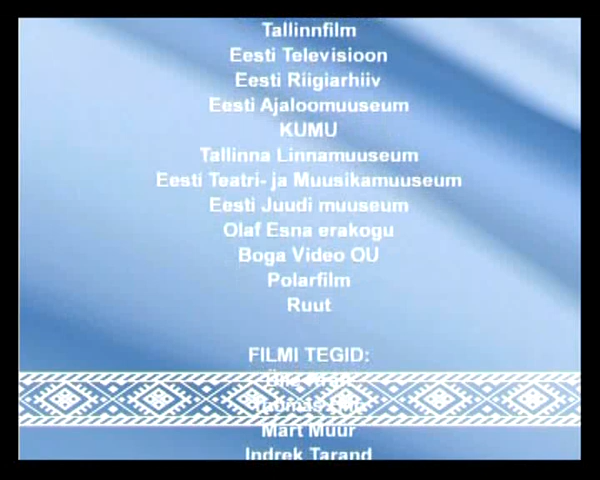 Tallinnfilm
Eesti Televisioon
Eesti Riigiarhiiv
Eesti Ajaloomuuseum
KUMU
Tallinna Linnamuuseum
Eesti Teatri- ja Muusikamuuseum
Eesti Juudi muuseum
Olaf Esna erakogu
Boga Video OU
Polarfilm
Ruut
FILMI TEGID:
Mart Muur
Indrek Tarand